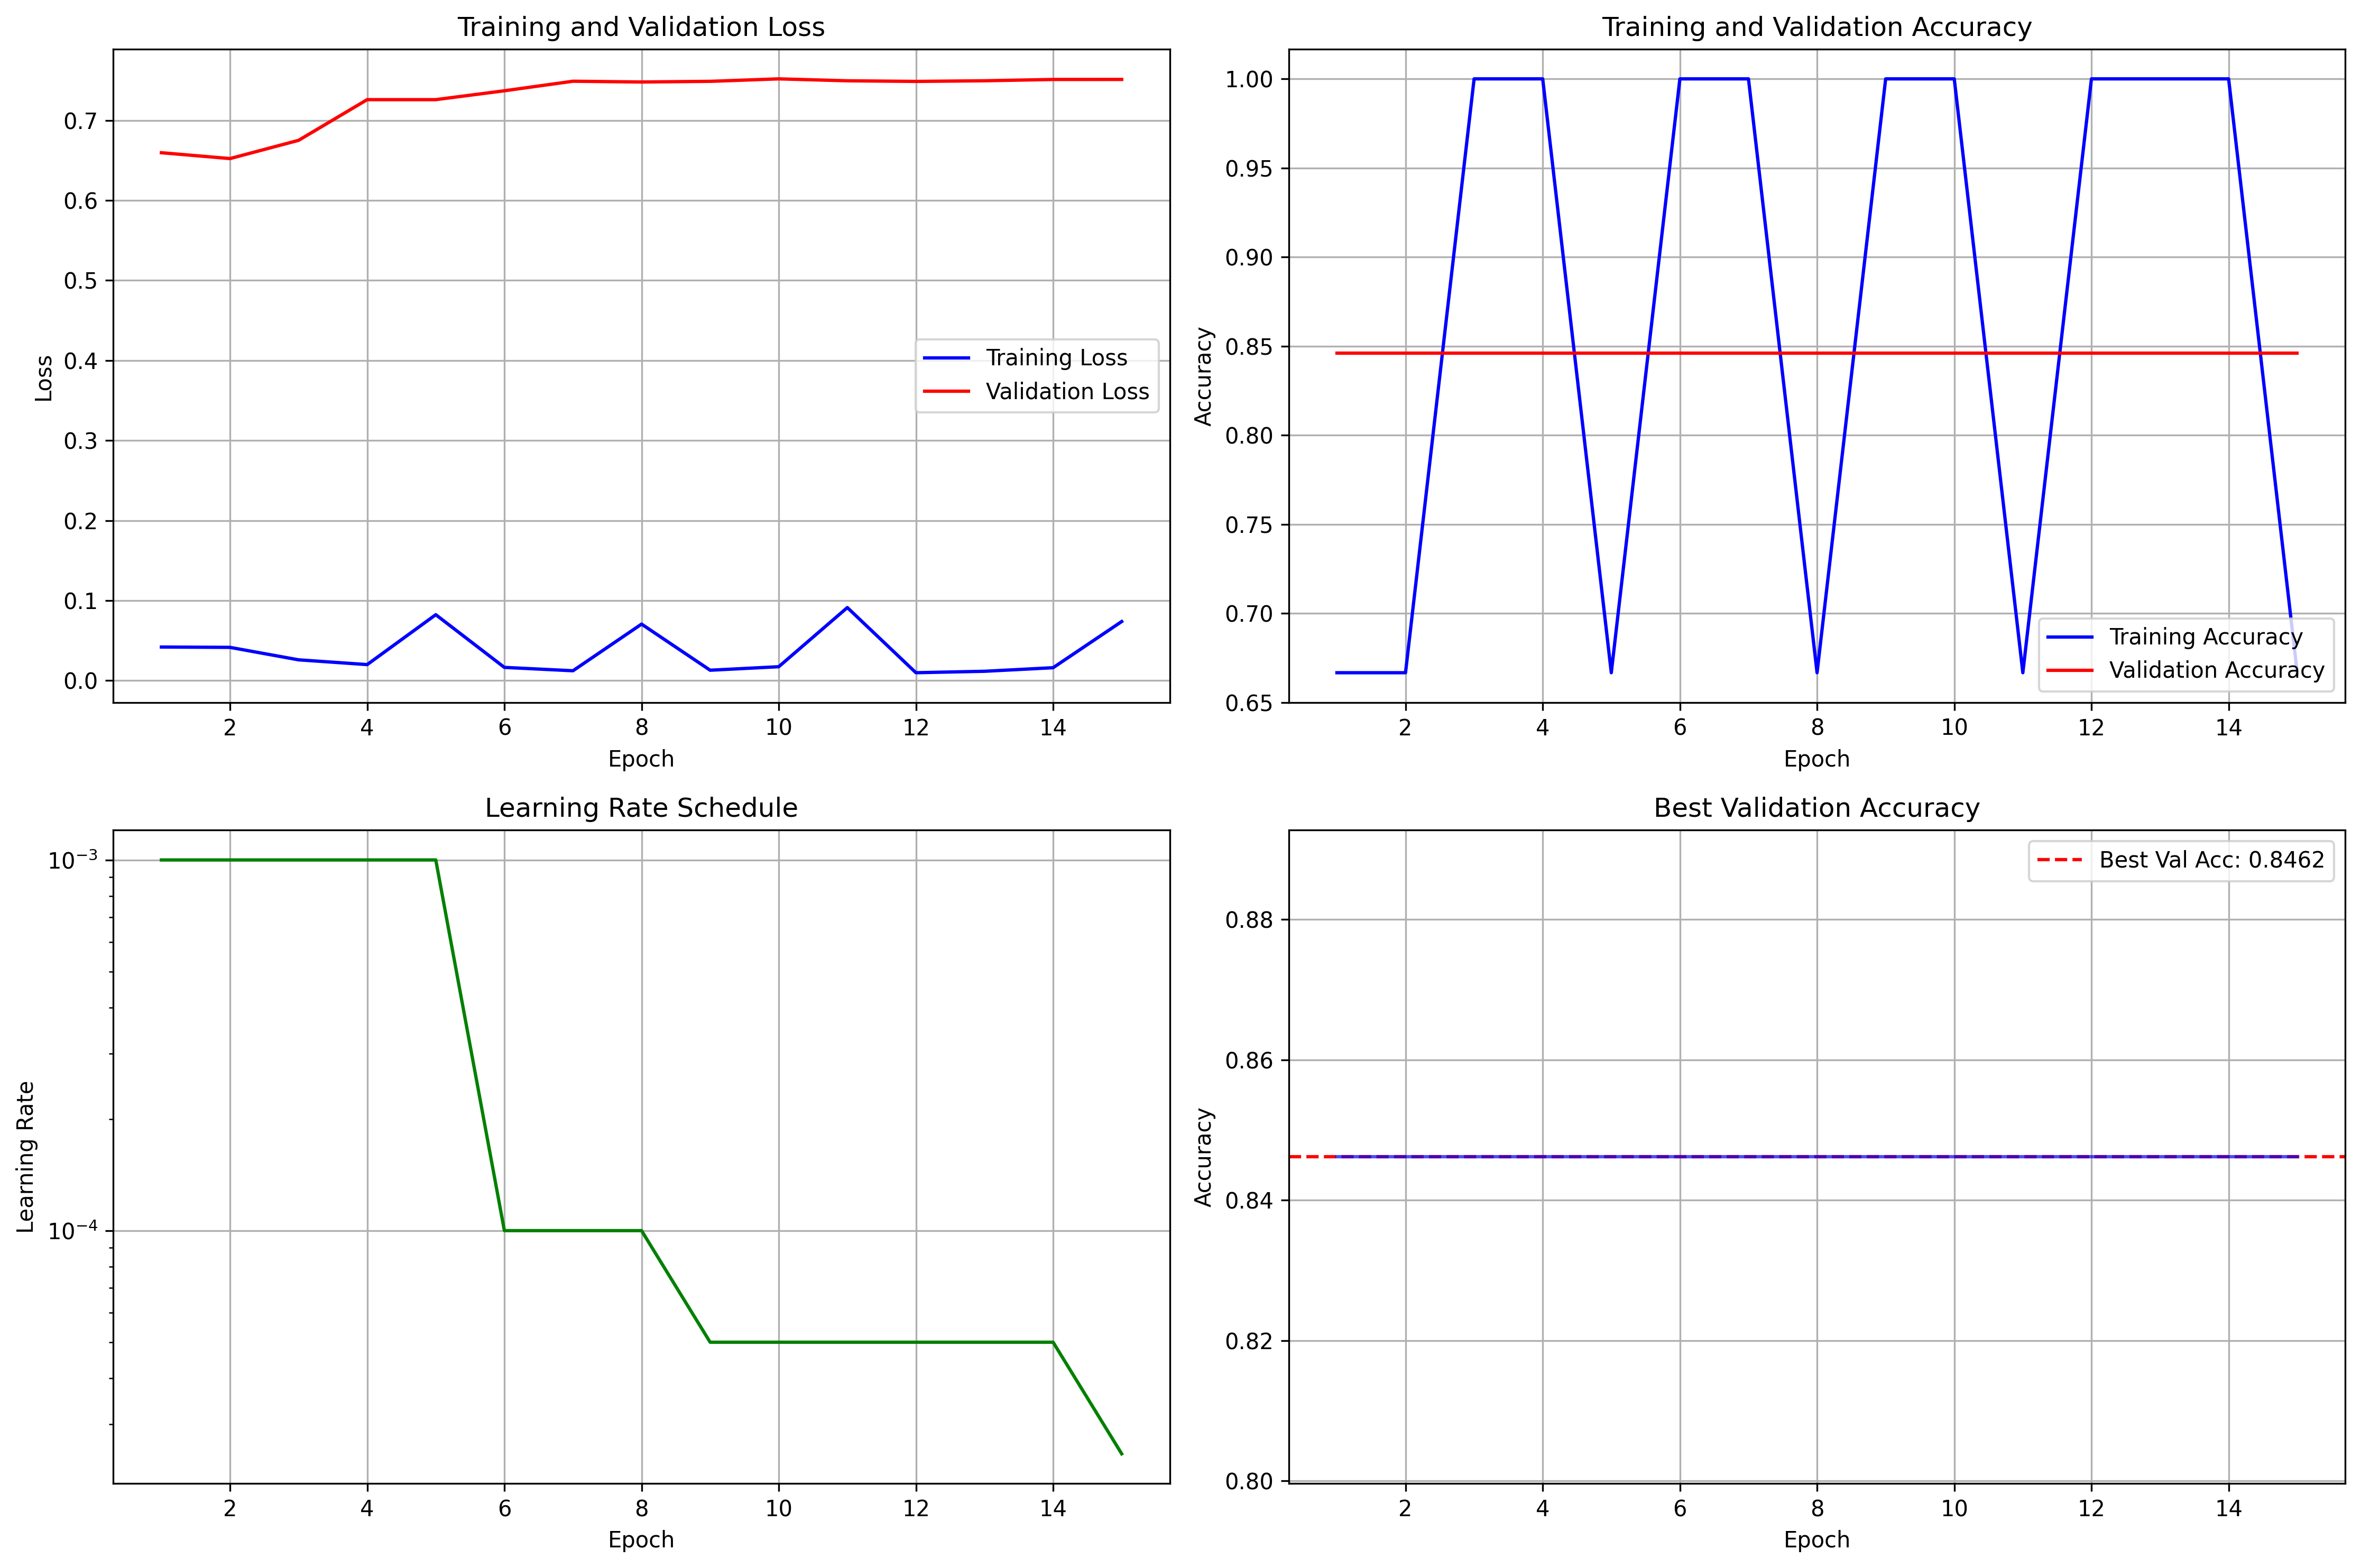 Training and Validation Loss
Loss
0.7
0.6
0.5
0.4
0.3
0.2
0.1
0.0
Training Loss
Validation Loss
2 4 6 8 10 12 14
Epoch
Training and Validation Accuracy
Accuracy
1.00
0.95
0.90
0.85
0.80
0.75
0.70
0.65
Training Accuracy
Validation Accuracy
2 4 6 8 10 12 14
Epoch
Learning Rate Schedule
Learning Rate
10⁻³
10⁻⁴
2 4 6 8 10 12 14
Epoch
Best Validation Accuracy
Accuracy
Best Val Acc: 0.8462
0.88
0.86
0.84
0.82
0.80
2 4 6 8 10 12 14
Epoch